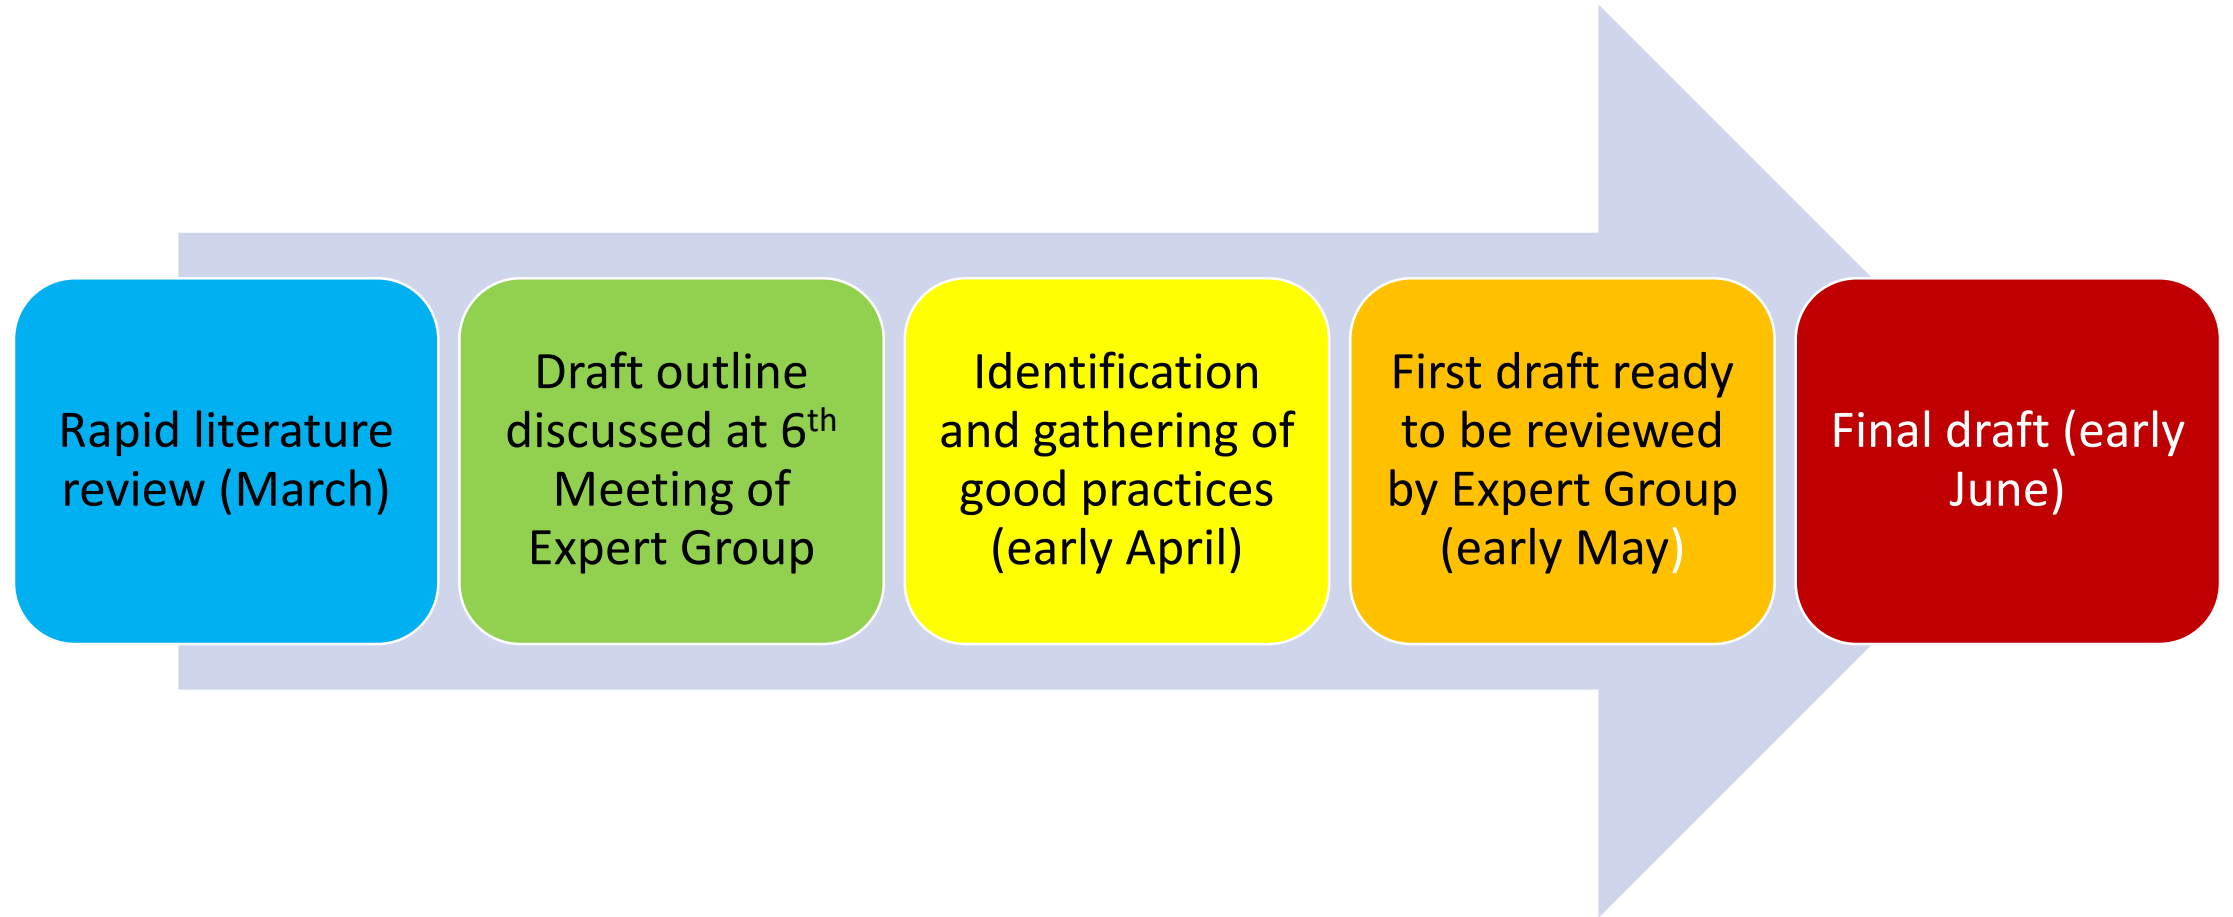 Rapid literature
review (March)
Draft outline
discussed at 6th
Meeting of
Expert Group
Identification
and gathering of
good practices
(early April)
First draft ready
to be reviewed
by Expert Group
(early May)
Final draft (early
June)